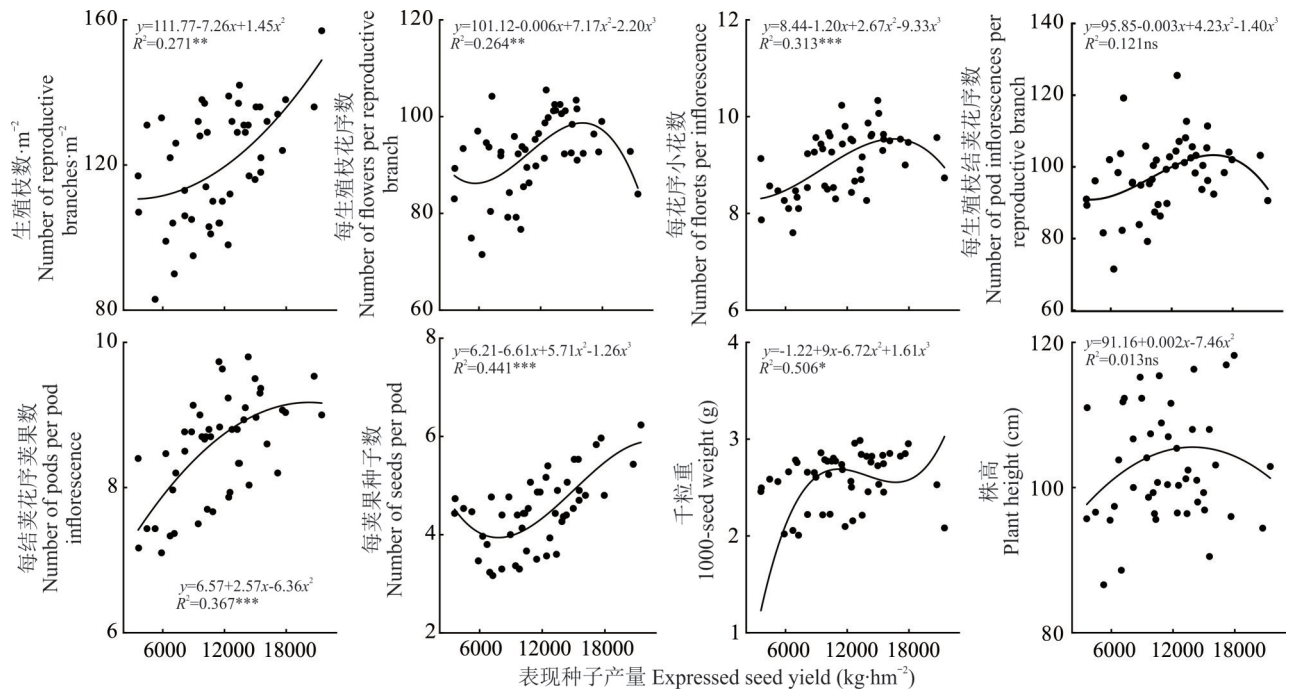 y=111.77-7.26x+1.45x²
R²=0.271**
160
120
80
生殖枝数·m⁻²
Number of reproductive
branches·m⁻²
y=101.12-0.006x+7.17x²-2.20x³
R²=0.264**
120
100
80
60
每生殖枝花序数
Number of flowers per reproductive
branch
y=8.44-1.20x+2.67x²-9.33x³
R²=0.313***
12
10
8
6
每花序小花数
Number of florets per inflorescence
y=95.85-0.003x+4.23x²-1.40x³
R²=0.121ns
140
120
100
80
60
每生殖枝结荚花序数
Number of pod inflorescences per
reproductive branch
y=6.57+2.57x-6.36x²
R²=0.367***
10
8
6
每结荚花序荚果数
Number of pods per pod
inflorescence
6000 12000 18000
y=6.21-6.61x+5.71x²-1.26x³
R²=0.441***
8
6
4
2
每荚果种子数
Number of seeds per pod
6000 12000 18000
y=-1.22+9x-6.72x²+1.61x³
R²=0.506*
4
3
2
1
千粒重
1000-seed weight (g)
6000 12000 18000
y=91.16+0.002x-7.46x²
R²=0.013ns
120
100
80
株高
Plant height (cm)
6000 12000 18000
表现种子产量 Expressed seed yield (kg·hm⁻²)